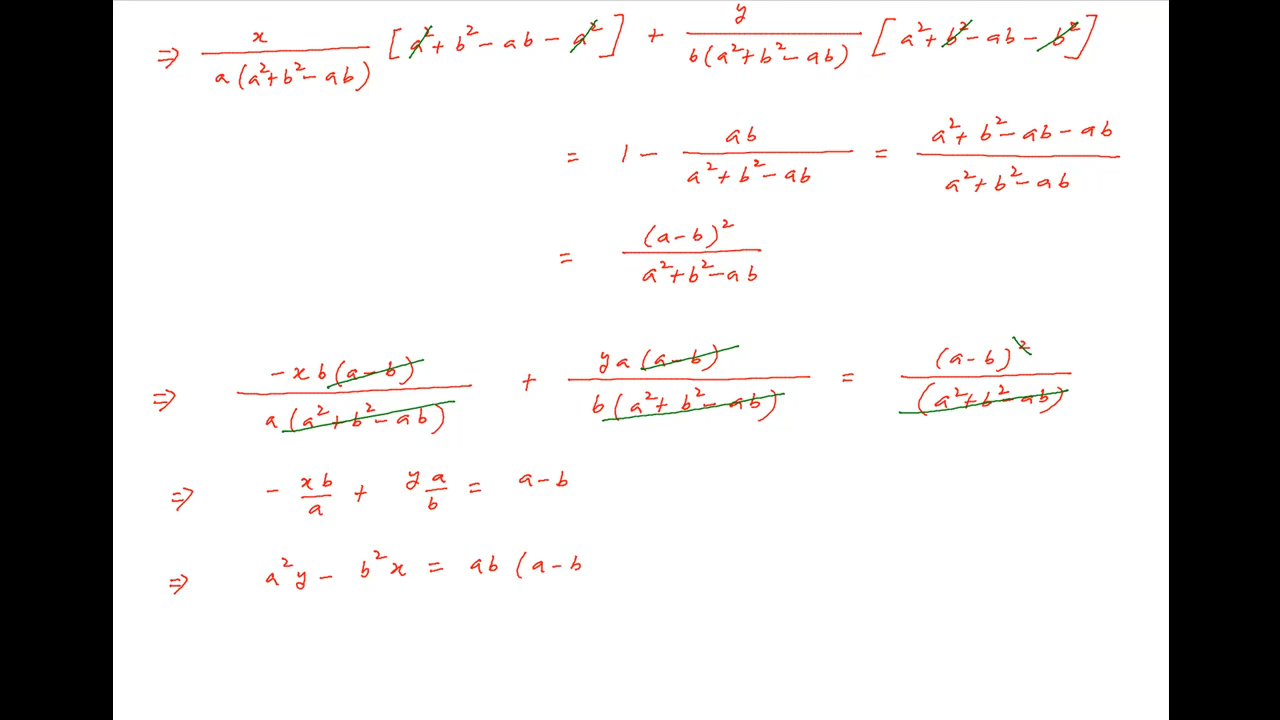 ⇒ x/(a(a²+b²-ab)) [a²+b²-ab-a²] + y/(b(a²+b²-ab)) [a²+b²-ab-b²]
= 1 - ab/(a²+b²-ab) = (a²+b²-ab-ab)/(a²+b²-ab)
= (a-b)²/(a²+b²-ab)
⇒ -xb(a-b)/(a(a²+b²-ab)) + ya(a-b)/(b(a²+b²-ab)) = (a-b)²/(a²+b²-ab)
⇒ - xb/a + y a/b = a-b
⇒ a²y - b²x = ab (a-b